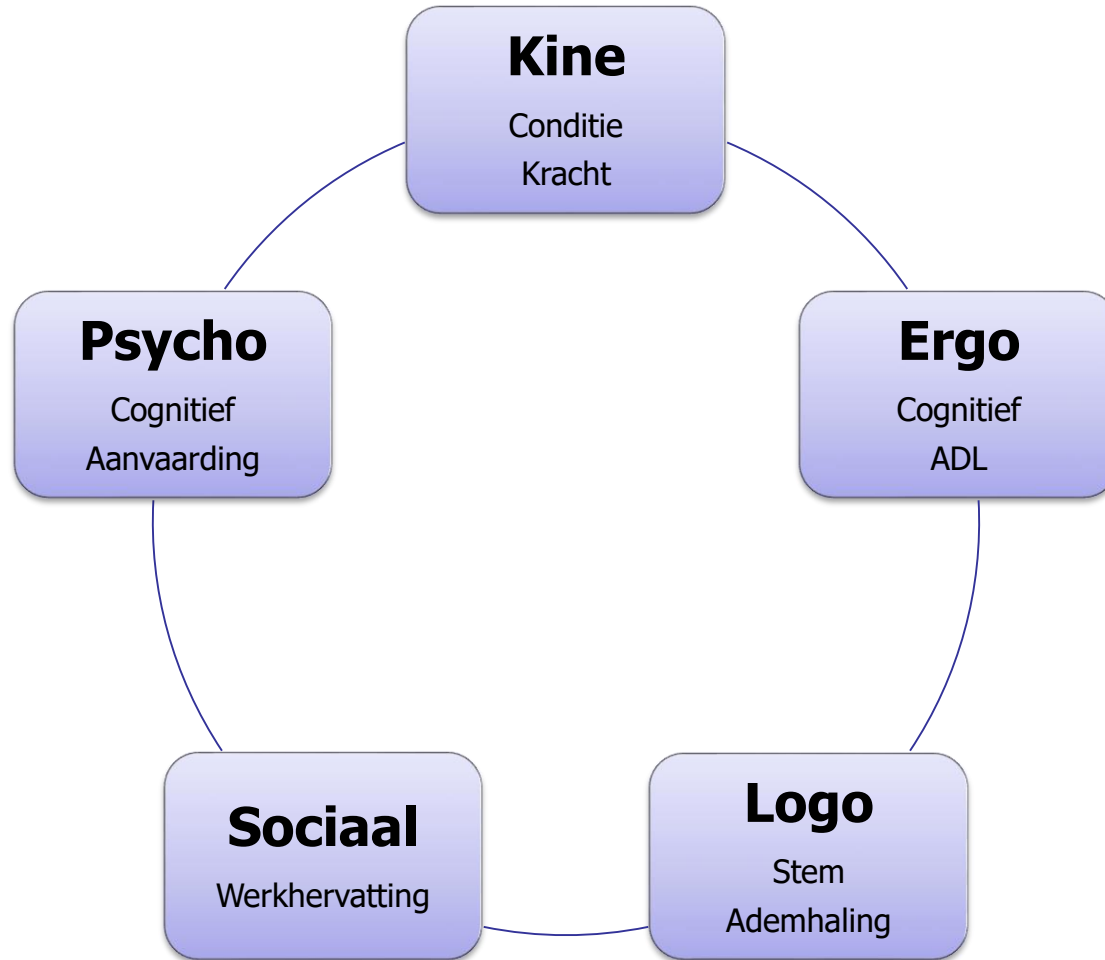 Kine
Conditie
Kracht
Psycho
Cognitief
Aanvaarding
Ergo
Cognitief
ADL
Sociaal
Werkhervatting
Logo
Stem
Ademhaling